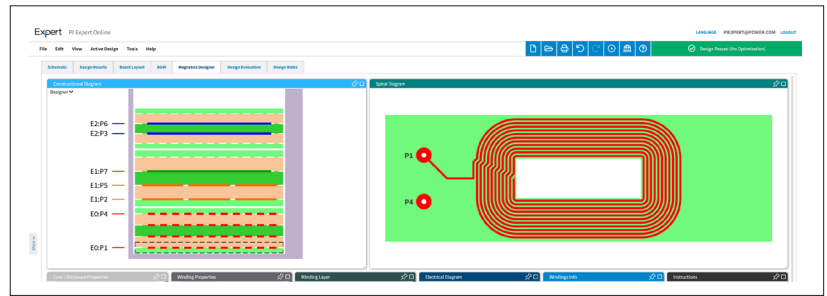 Expert PI Expert Online
LANGUAGE PIEXPERT@POWER.COM LOGOUT
File Edit View Active Design Tools Help
Design Passed (No Optimization)
Schematic Design Results Board Layout BOM Magnetics Designer Design Evaluation Design Notes
Constructional Diagram
Spiral Diagram
Designer
E2:P6
E2:P3
E1:P7
E1:P5
E1:P2
E0:P4
E0:P1
P1
P4
Show
Core \ Enclosure Properties
Winding Properties
Winding Layer
Electrical Diagram
Windings Info
Instructions